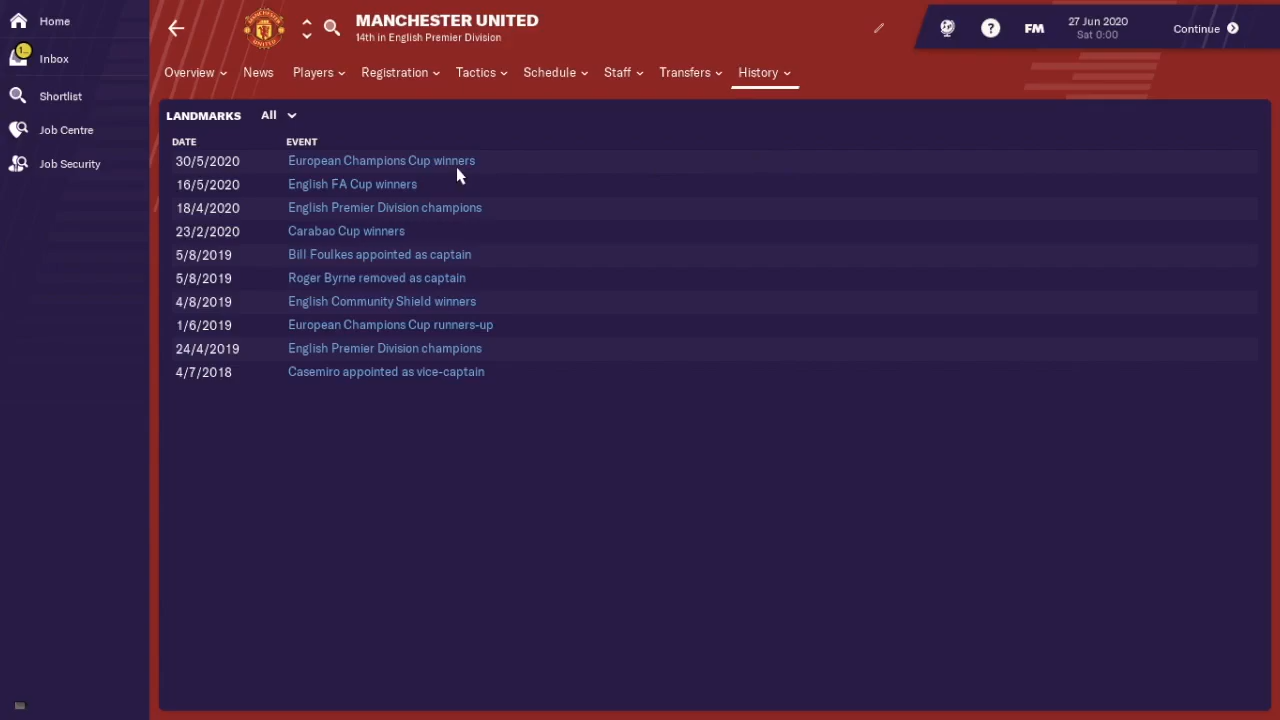 Home
Inbox
Shortlist
Job Centre
Job Security
MANCHESTER UNITED
14th in English Premier Division
FM
27 Jun 2020
Sat 0:00
Continue
Overview News Players Registration Tactics Schedule Staff Transfers History
LANDMARKS All
DATE EVENT
30/5/2020 European Champions Cup winners
16/5/2020 English FA Cup winners
18/4/2020 English Premier Division champions
23/2/2020 Carabao Cup winners
5/8/2019 Bill Foulkes appointed as captain
5/8/2019 Roger Byrne removed as captain
4/8/2019 English Community Shield winners
1/6/2019 European Champions Cup runners-up
24/4/2019 English Premier Division champions
4/7/2018 Casemiro appointed as vice-captain